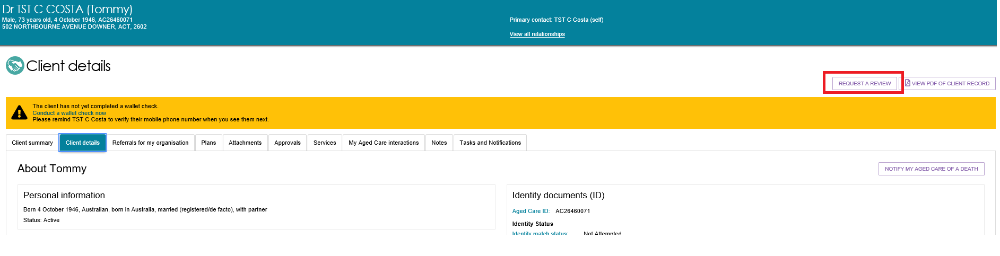 Dr TST C COSTA (Tommy)
Male, 73 years old, 4 October 1946, AC26460071
502 NORTHBOURNE AVENUE DOWNER, ACT, 2602
Primary contact: TST C Costa (self)
View all relationships
Client details
REQUEST A REVIEW
VIEW PDF OF CLIENT RECORD
The client has not yet completed a wallet check.
Conduct a wallet check now
Please remind TST C Costa to verify their mobile phone number when you see them next.
Client summary
Client details
Referrals for my organisation
Plans
Attachments
Approvals
Services
My Aged Care interactions
Notes
Tasks and Notifications
About Tommy
NOTIFY MY AGED CARE OF A DEATH
Personal information
Born 4 October 1946, Australian, born in Australia, married (registered/de facto), with partner
Status: Active
Identity documents (ID)
Aged Care ID: AC26460071
Identity Status
Identity match status: Not Attempted